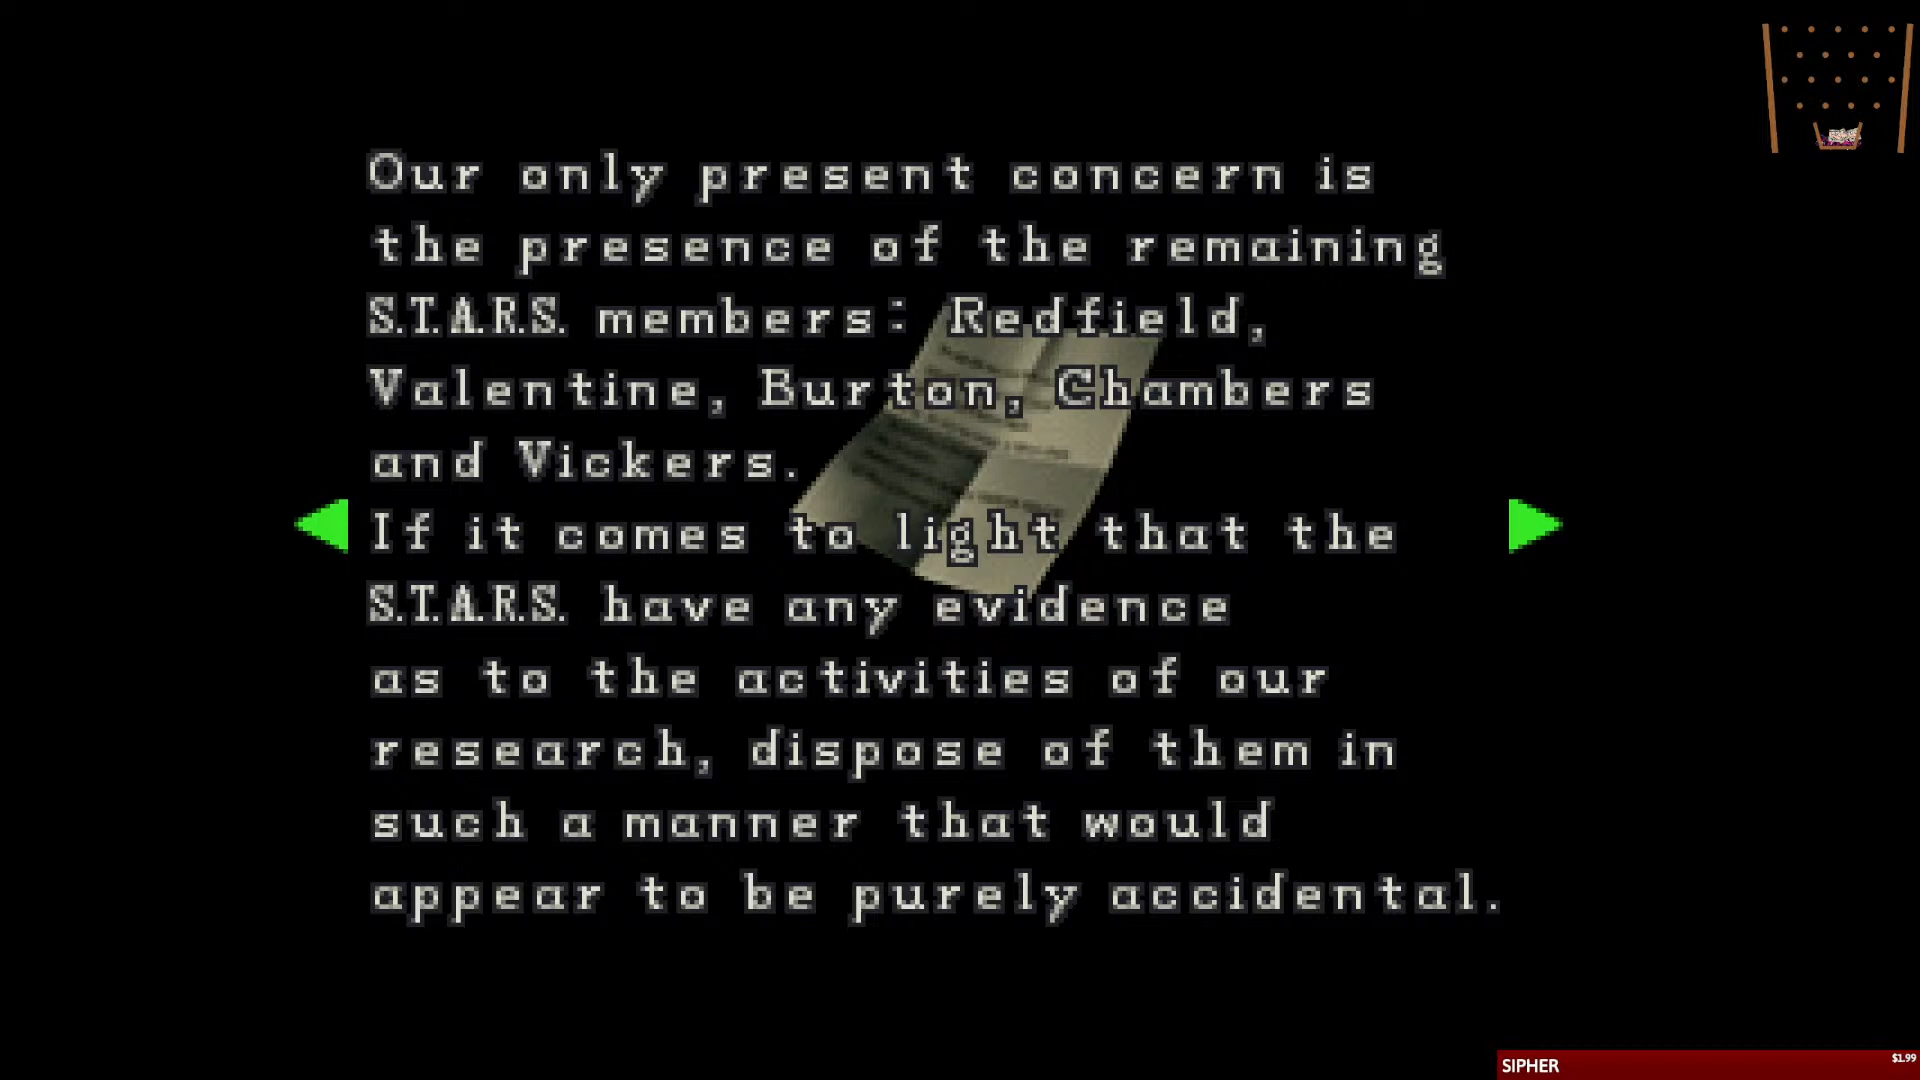 Our only present concern is
the presence of the remaining
S.T.A.R.S. members: Redfield,
Valentine, Burton, Chambers
and Vickers.
If it comes to light that the
S.T.A.R.S. have any evidence
as to the activities of our
research, dispose of them in
such a manner that would
appear to be purely accidental.
SIPHER
$1.99